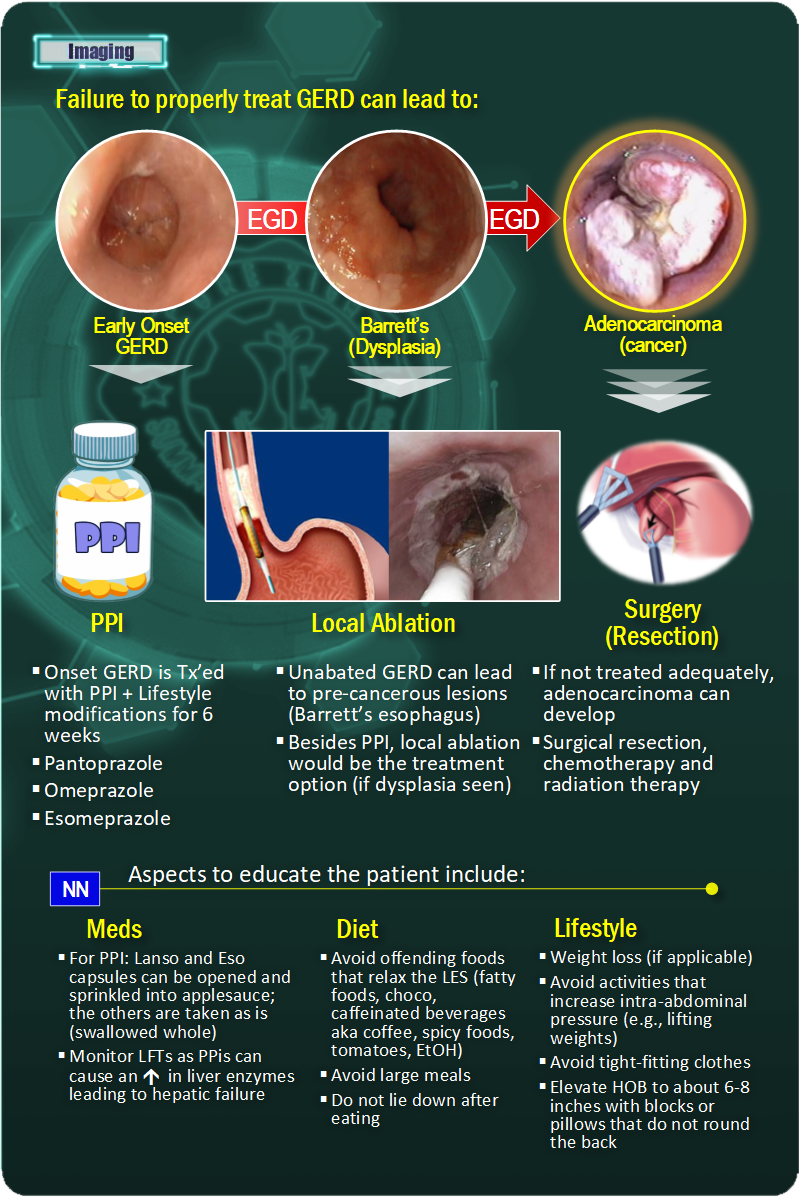 Imaging
Failure to properly treat GERD can lead to:
EGD
EGD
Early Onset
GERD
Barrett's
(Dysplasia)
Adenocarcinoma
(cancer)
PPI
PPI
▪ Onset GERD is Tx'ed
with PPI + Lifestyle
modifications for 6
weeks
▪ Pantoprazole
▪ Omeprazole
▪ Esomeprazole
Local Ablation
▪ Unabated GERD can lead
to pre-cancerous lesions
(Barrett's esophagus)
▪ Besides PPI, local ablation
would be the treatment
option (if dysplasia seen)
Surgery
(Resection)
▪ If not treated adequately,
adenocarcinoma can
develop
▪ Surgical resection,
chemotherapy and
radiation therapy
NN
Aspects to educate the patient include:
Meds
▪ For PPI: Lanso and Eso
capsules can be opened and
sprinkled into applesauce;
the others are taken as is
(swallowed whole)
▪ Monitor LFTs as PPis can
cause an ↑ in liver enzymes
leading to hepatic failure
Diet
▪ Avoid offending foods
that relax the LES (fatty
foods, choco,
caffeinated beverages
aka coffee, spicy foods,
tomatoes, EtOH)
▪ Avoid large meals
▪ Do not lie down after
eating
Lifestyle
▪ Weight loss (if applicable)
▪ Avoid activities that
increase intra-abdominal
pressure (e.g., lifting
weights)
▪ Avoid tight-fitting clothes
▪ Elevate HOB to about 6-8
inches with blocks or
pillows that do not round
the back